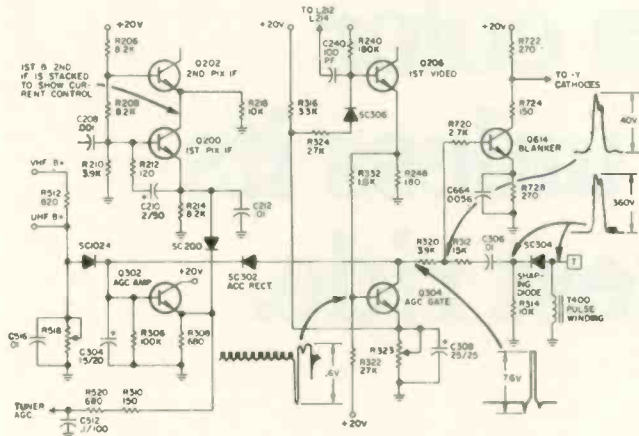 +20V
R206
8.2K
Q202
2ND PIX IF
1ST & 2ND
IF IS STACKED
TO SHOW CUR-
RENT CONTROL
R208
8.2K
C208
.001
R218
10K
Q200
1ST PIX IF
VHF B+
R210
3.9K
R212
120
R512
820
C210
2/50
R214
8.2K
C212
.01
UHF B+
SC1024
SC200
SC302
ACC RECT.
Q302
AGC AMP
+20V
C516
.01
R518
C304
15/20
R306
100K
R308
680
TUNER
AGC
R520
680
R310
150
C512
.1/100
TO L212
L214
+20V
C240
100
PF
R240
180K
Q206
1ST VIDEO
R316
3.3K
SC306
R324
27K
R332
1.8K
R248
180
R320
3.9K
R312
15K
C306
.01
Q304
AGC GATE
R323
C308
25/25
R322
27K
+20V
.6V
+20V
R722
270
TO -Y
CATHODES
R724
150
R720
2.7K
Q614
BLANKER
C664
.0056
R728
270
40V
360V
SC304
SHAP-
ING
DIODE
T
R314
10K
T400
PULSE
WINDING
76V